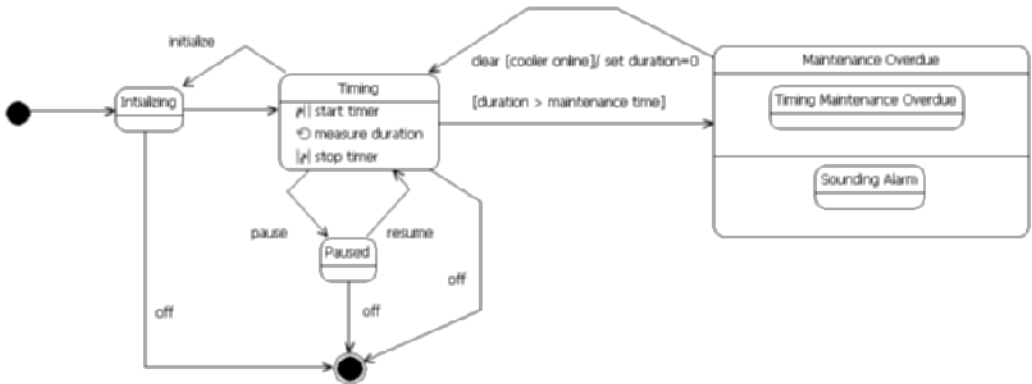 initialize
clear [cooler online]/ set duration=0
Maintenance Overdue
Intializing
Timing
start timer
measure duration
stop timer
[duration > maintenance time]
Timing Maintenance Overdue
Sounding Alarm
pause
resume
Paused
off
off
off